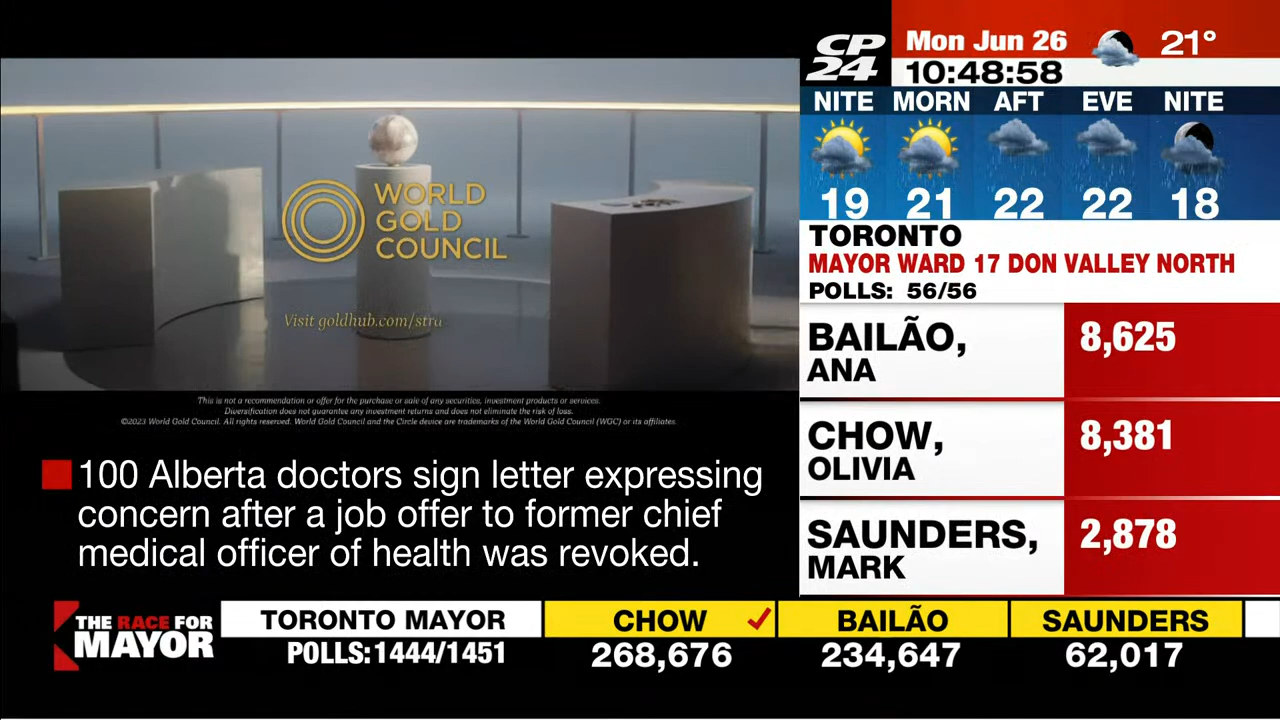 CP
24
Mon Jun 26
21°
10:48:58
NITE MORN AFT EVE NITE
19 21 22 22 18
TORONTO
MAYOR WARD 17 DON VALLEY NORTH
POLLS: 56/56
BAILÃO,
ANA
8,625
CHOW,
OLIVIA
8,381
SAUNDERS,
MARK
2,878
WORLD
GOLD
COUNCIL
Visit goldhub.com/stra
This is not a recommendation or offer for the purchase or sale of any securities, investment products or services.
Diversification does not guarantee any investment returns and does not eliminate the risk of loss.
©2023 World Gold Council. All rights reserved. World Gold Council and the Circle device are trademarks of the World Gold Council (WGC) or its affiliates.
100 Alberta doctors sign letter expressing
concern after a job offer to former chief
medical officer of health was revoked.
THE RACE FOR
MAYOR
TORONTO MAYOR
POLLS:1444/1451
CHOW
268,676
BAILÃO
234,647
SAUNDERS
62,017